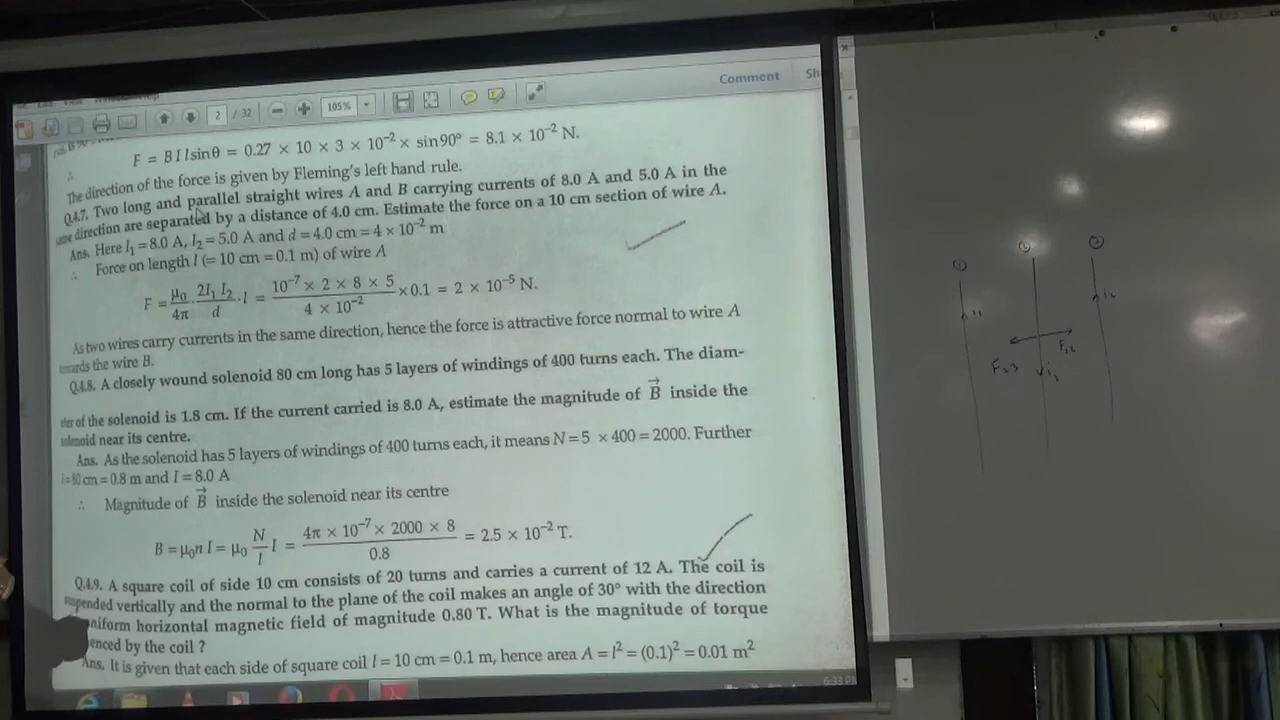 Comment
2 / 32
105%
∴ F = B I l sin θ = 0.27 × 10 × 3 × 10⁻² × sin 90° = 8.1 × 10⁻² N.
The direction of the force is given by Fleming's left hand rule.
Q.4.7. Two long and parallel straight wires A and B carrying currents of 8.0 A and 5.0 A in the
direction are separated by a distance of 4.0 cm. Estimate the force on a 10 cm section of wire A.
Ans. Here I₁ = 8.0 A, I₂ = 5.0 A and d = 4.0 cm = 4 × 10⁻² m
∴ Force on length l (= 10 cm = 0.1 m) of wire A
F = μ₀/4π · 2I₁ I₂/d · l = 10⁻⁷ × 2 × 8 × 5 / 4 × 10⁻² × 0.1 = 2 × 10⁻⁵ N.
As two wires carry currents in the same direction, hence the force is attractive force normal to wire A
the wire B.
Q.4.8. A closely wound solenoid 80 cm long has 5 layers of windings of 400 turns each. The diam-
of the solenoid is 1.8 cm. If the current carried is 8.0 A, estimate the magnitude of B⃗ inside the
solenoid near its centre.
Ans. As the solenoid has 5 layers of windings of 400 turns each, it means N = 5 × 400 = 2000. Further
l = 80 cm = 0.8 m and I = 8.0 A
∴ Magnitude of B⃗ inside the solenoid near its centre
B = μ₀n I = μ₀ N/l I = 4π × 10⁻⁷ × 2000 × 8 / 0.8 = 2.5 × 10⁻² T.
Q.4.9. A square coil of side 10 cm consists of 20 turns and carries a current of 12 A. The coil is
vertically and the normal to the plane of the coil makes an angle of 30° with the direction
horizontal magnetic field of magnitude 0.80 T. What is the magnitude of torque
by the coil ?
Ans. It is given that each side of square coil l = 10 cm = 0.1 m, hence area A = l² = (0.1)² = 0.01 m²
6:33 PM